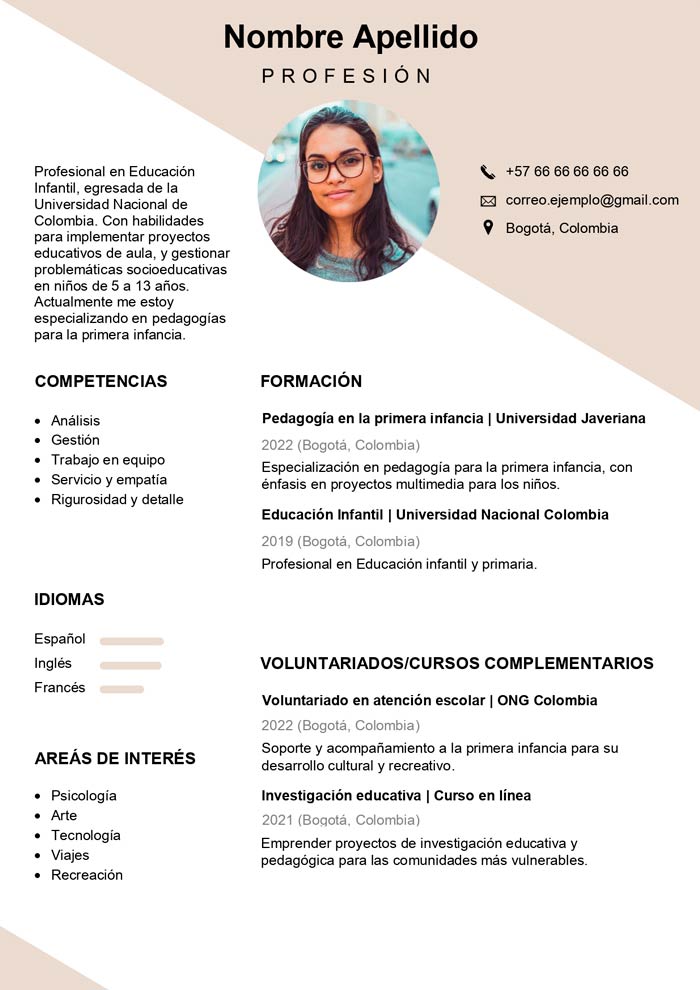 Nombre Apellido
PROFESIÓN
Profesional en Educación
Infantil, egresada de la
Universidad Nacional de
Colombia. Con habilidades
para implementar proyectos
educativos de aula, y gestionar
problemáticas socioeducativas
en niños de 5 a 13 años.
Actualmente me estoy
especializando en pedagogías
para la primera infancia.
+57 66 66 66 66 66
correo.ejemplo@gmail.com
Bogotá, Colombia
COMPETENCIAS
• Análisis
• Gestión
• Trabajo en equipo
• Servicio y empatía
• Rigurosidad y detalle
IDIOMAS
Español
Inglés
Francés
AREÁS DE INTERÉS
• Psicología
• Arte
• Tecnología
• Viajes
• Recreación
FORMACIÓN
Pedagogía en la primera infancia | Universidad Javeriana
2022 (Bogotá, Colombia)
Especialización en pedagogía para la primera infancia, con
énfasis en proyectos multimedia para los niños.
Educación Infantil | Universidad Nacional Colombia
2019 (Bogotá, Colombia)
Profesional en Educación infantil y primaria.
VOLUNTARIADOS/CURSOS COMPLEMENTARIOS
Voluntariado en atención escolar | ONG Colombia
2022 (Bogotá, Colombia)
Soporte y acompañamiento a la primera infancia para su
desarrollo cultural y recreativo.
Investigación educativa | Curso en línea
2021 (Bogotá, Colombia)
Emprender proyectos de investigación educativa y
pedagógica para las comunidades más vulnerables.